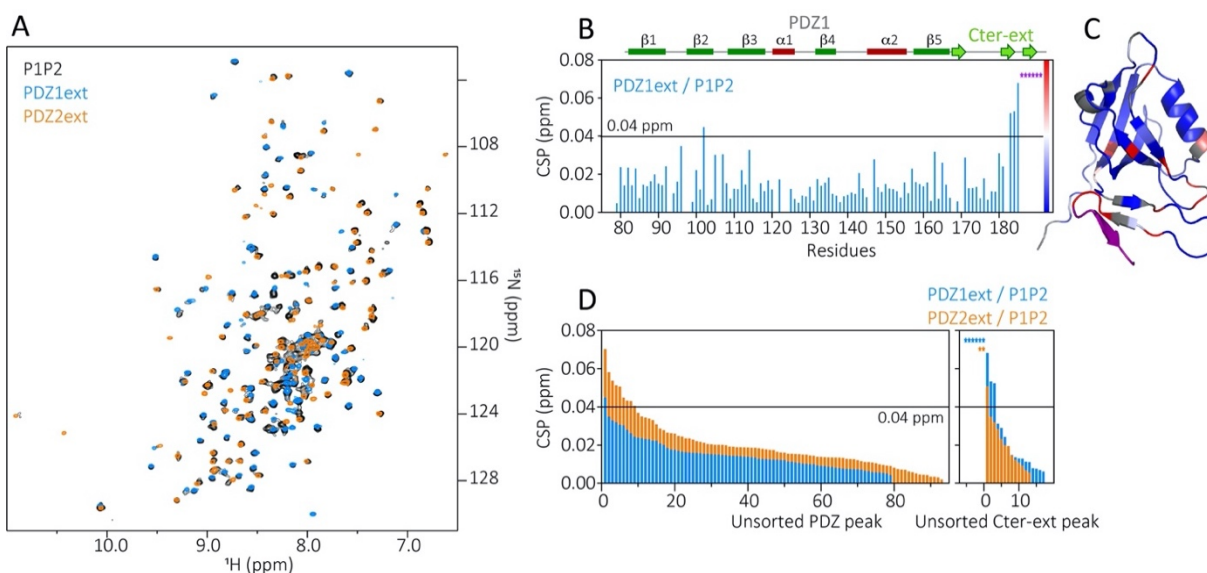 A
P1P2
PDZ1ext
PDZ2ext
108
112
116
120
124
128
¹⁵N (ppm)
10.0 9.0 8.0 7.0
¹H (ppm)
B
PDZ1
β1 β2 β3 α1 β4 α2 β5 Cter-ext
PDZ1ext / P1P2
******
0.04 ppm
0.08
0.06
0.04
0.02
0.00
CSP (ppm)
80 90 100 110 120 130 140 150 160 170 180
Residues
C
D
PDZ1ext / P1P2
PDZ2ext / P1P2
******
**
0.04 ppm
0.08
0.06
0.04
0.02
0.00
CSP (ppm)
0 20 40 60 80
Unsorted PDZ peak
0 10
Unsorted Cter-ext peak